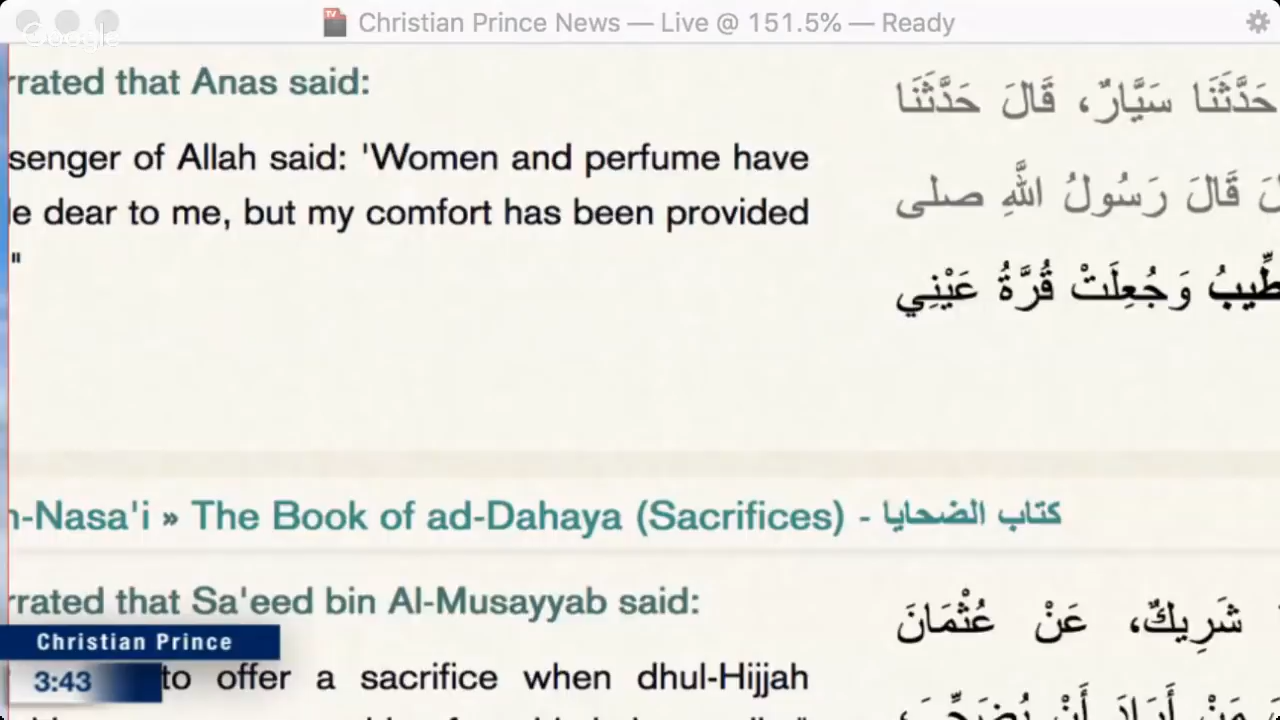 Christian Prince News — Live @ 151.5% — Ready
Google
rrated that Anas said:
حَدَّثَنَا سَيَّارٌ، قَالَ حَدَّثَنَا
senger of Allah said: 'Women and perfume have
قَالَ رَسُولُ اللَّهِ صلى
e dear to me, but my comfort has been provided
"
وَجُعِلَتْ قُرَّةُ عَيْنِي
n-Nasa'i » The Book of ad-Dahaya (Sacrifices) - كتاب الضحايا
rrated that Sa'eed bin Al-Musayyab said:
شَرِيكٌ، عَنْ عُثْمَانَ
Christian Prince
3:43
to offer a sacrifice when dhul-Hijjah